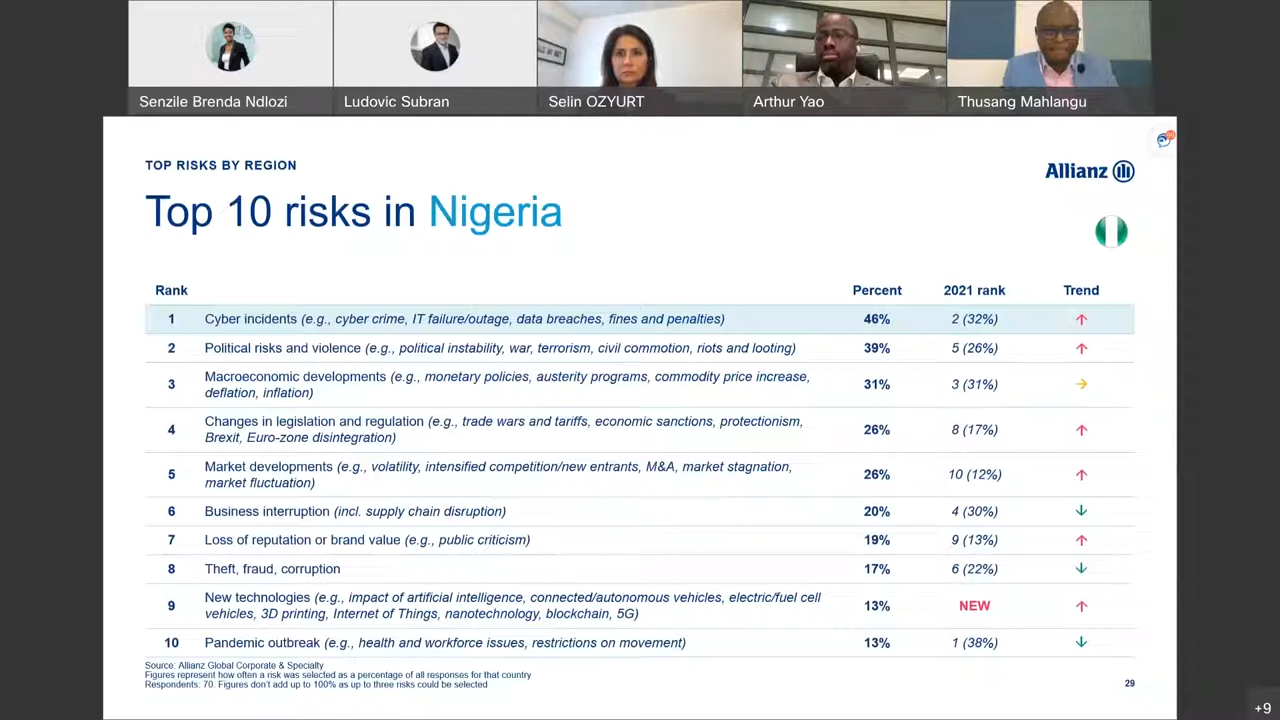 Senzile Brenda Ndlozi
Ludovic Subran
Selin OZYURT
Arthur Yao
Thusang Mahlangu
TOP RISKS BY REGION
Allianz
Top 10 risks in Nigeria
Rank Percent 2021 rank Trend
1 Cyber incidents (e.g., cyber crime, IT failure/outage, data breaches, fines and penalties) 46% 2 (32%)
2 Political risks and violence (e.g., political instability, war, terrorism, civil commotion, riots and looting) 39% 5 (26%)
3 Macroeconomic developments (e.g., monetary policies, austerity programs, commodity price increase,
deflation, inflation) 31% 3 (31%)
4 Changes in legislation and regulation (e.g., trade wars and tariffs, economic sanctions, protectionism,
Brexit, Euro-zone disintegration) 26% 8 (17%)
5 Market developments (e.g., volatility, intensified competition/new entrants, M&A, market stagnation,
market fluctuation) 26% 10 (12%)
6 Business interruption (incl. supply chain disruption) 20% 4 (30%)
7 Loss of reputation or brand value (e.g., public criticism) 19% 9 (13%)
8 Theft, fraud, corruption 17% 6 (22%)
9 New technologies (e.g., impact of artificial intelligence, connected/autonomous vehicles, electric/fuel cell
vehicles, 3D printing, Internet of Things, nanotechnology, blockchain, 5G) 13% NEW
10 Pandemic outbreak (e.g., health and workforce issues, restrictions on movement) 13% 1 (38%)
Source: Allianz Global Corporate & Specialty
Figures represent how often a risk was selected as a percentage of all responses for that country
Respondents: 70. Figures don't add up to 100% as up to three risks could be selected
29
+9